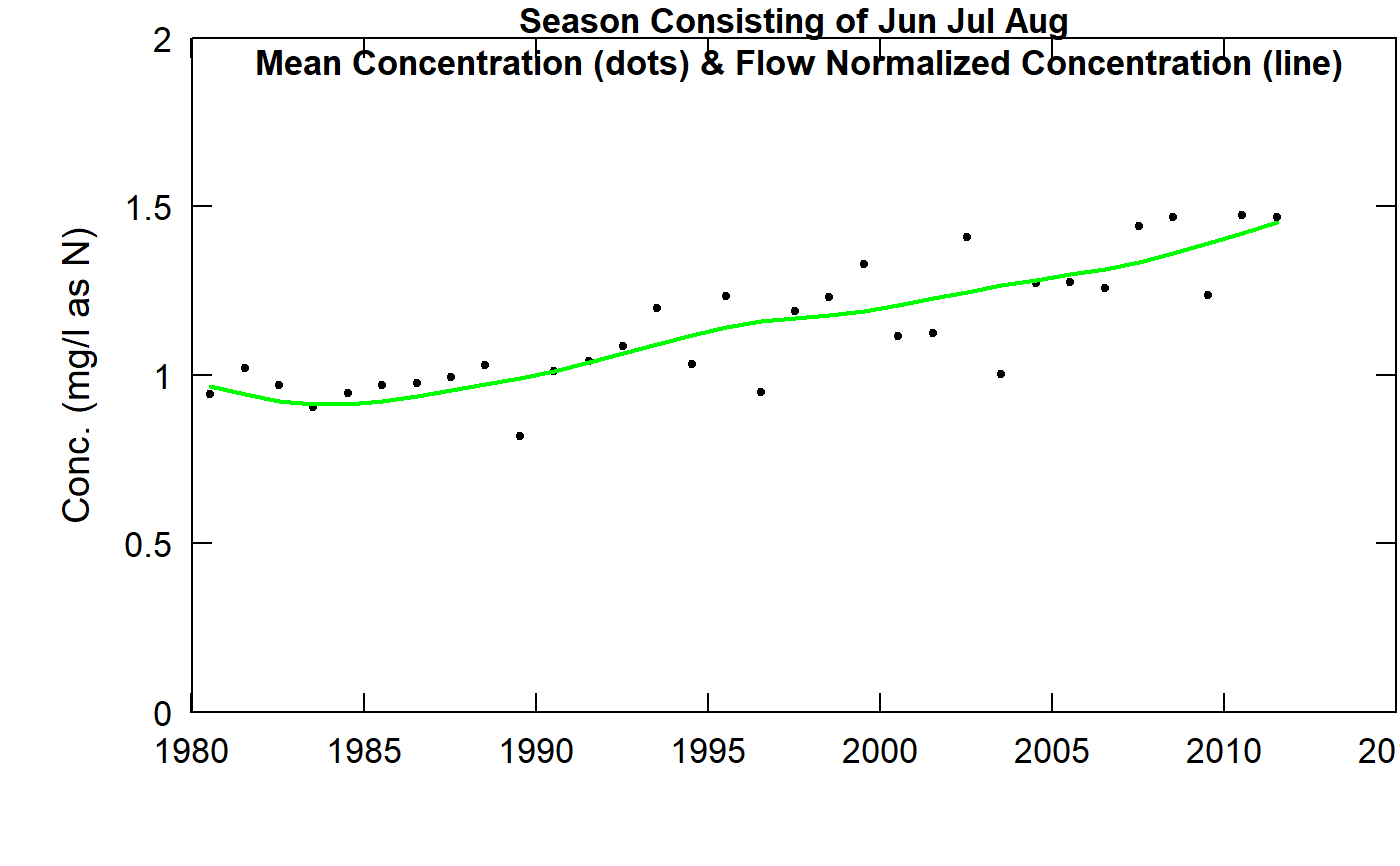 Season Consisting of Jun Jul Aug
Mean Concentration (dots) & Flow Normalized Concentration (line)
2
1.5
1
0.5
0
Conc. (mg/l as N)
1980 1985 1990 1995 2000 2005 2010 20